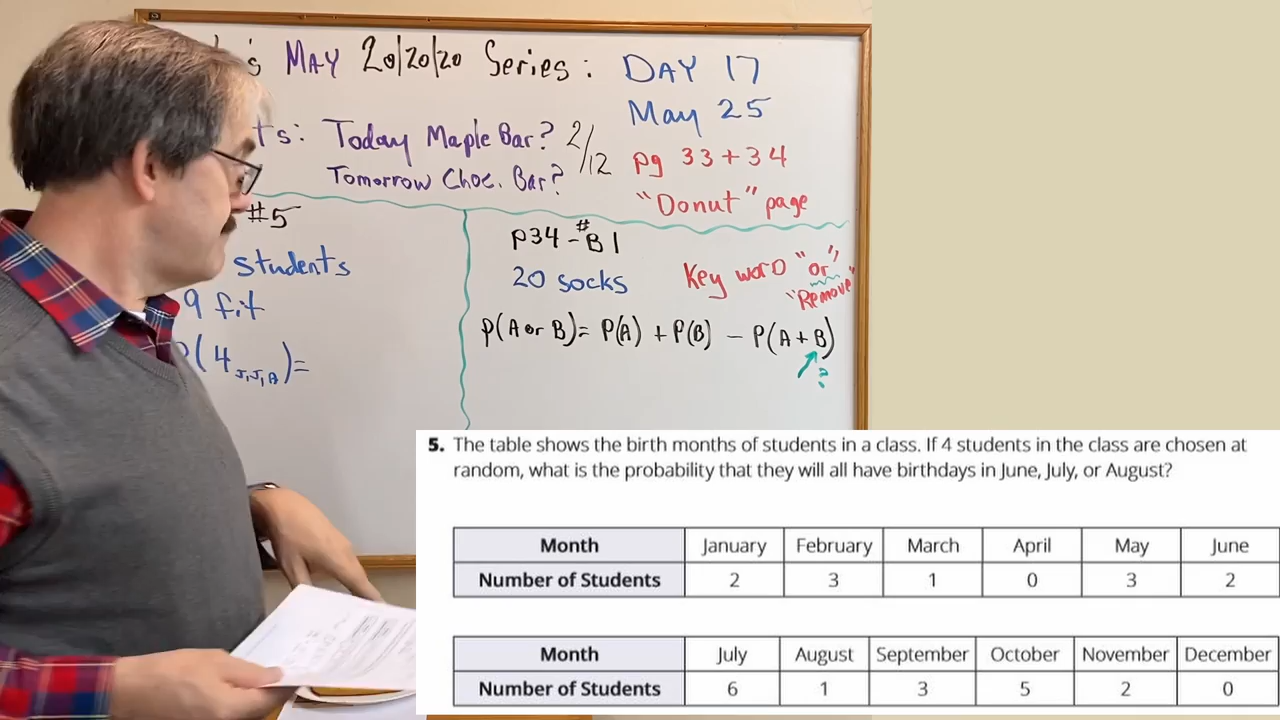 's MAY 20/20/20 Series: DAY 17
May 25
ts: Today Maple Bar? 2/12
Tomorrow Choc. Bar?
pg 33+34
"Donut" page
#5
students
9 fit
P(4 J,J,A)=
p34-#B1
20 socks
Key word "or"
"Remove"
P(A or B)= P(A) + P(B) - P(A+B)
?
5. The table shows the birth months of students in a class. If 4 students in the class are chosen at
random, what is the probability that they will all have birthdays in June, July, or August?
Month January February March April May June
Number of Students 2 3 1 0 3 2
Month July August September October November December
Number of Students 6 1 3 5 2 0